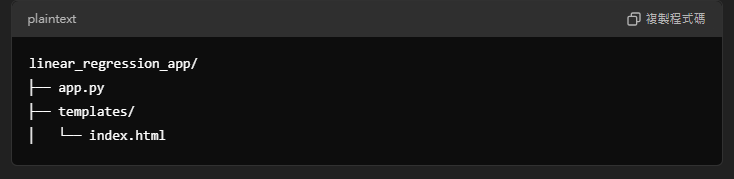 plaintext 複製程式碼
linear_regression_app/
├── app.py
├── templates/
│   └── index.html